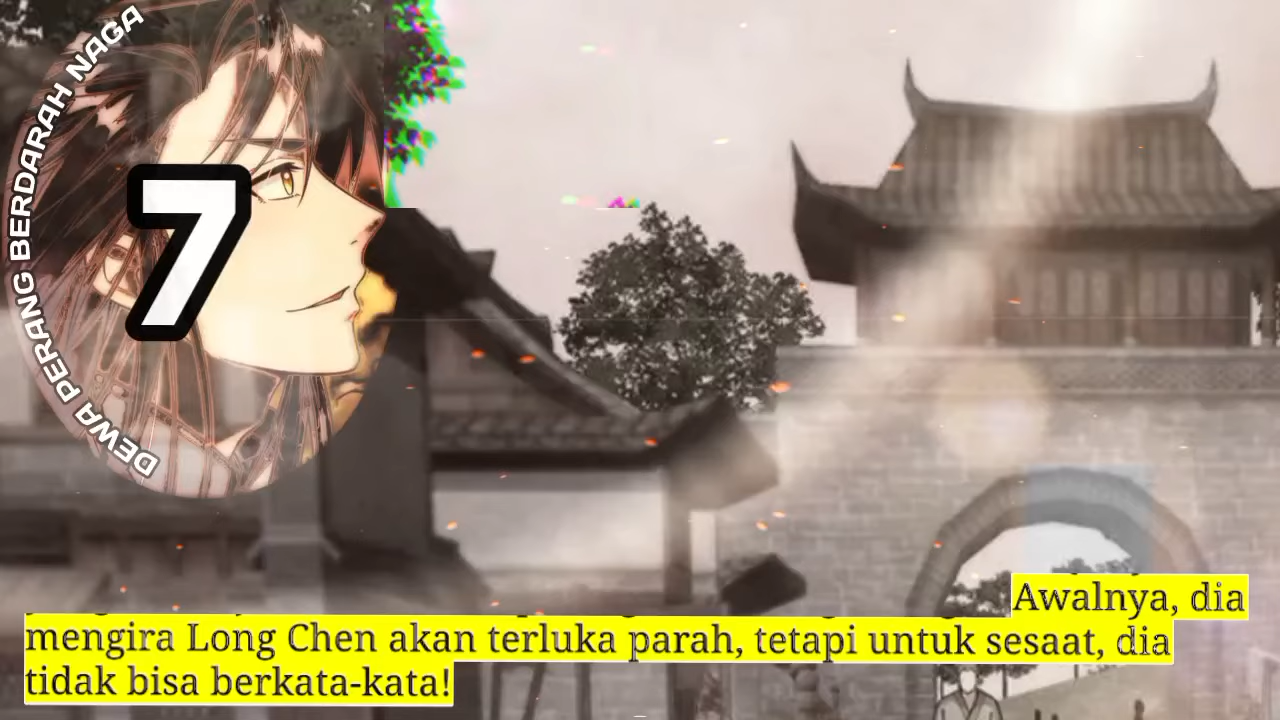 DEWA PERANG BERDARAH NAGA
7
Awalnya, dia
mengira Long Chen akan terluka parah, tetapi untuk sesaat, dia
tidak bisa berkata-kata!